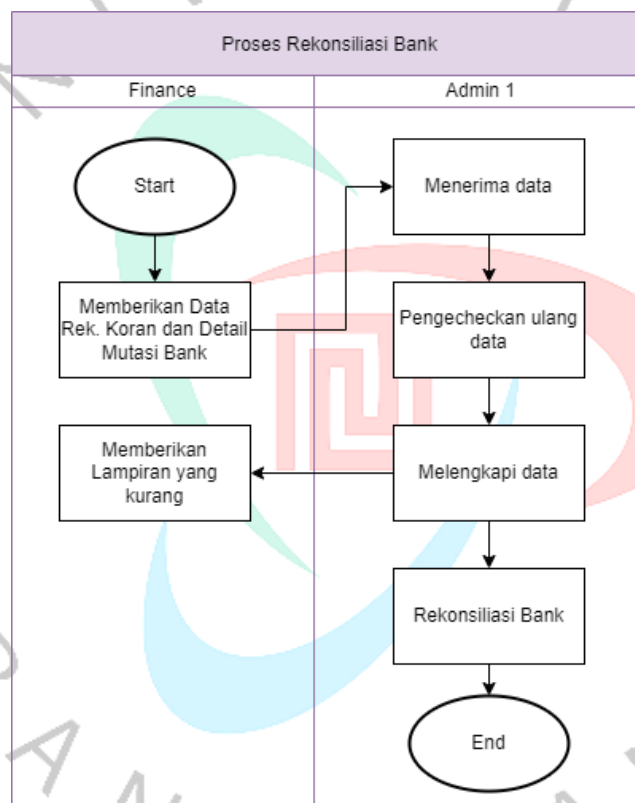 Proses Rekonsiliasi Bank
Finance
Admin 1
Start
Menerima data
Memberikan Data
Rek. Koran dan Detail
Mutasi Bank
Pengecheckan ulang
data
Memberikan
Lampiran yang
kurang
Melengkapi data
Rekonsiliasi Bank
End